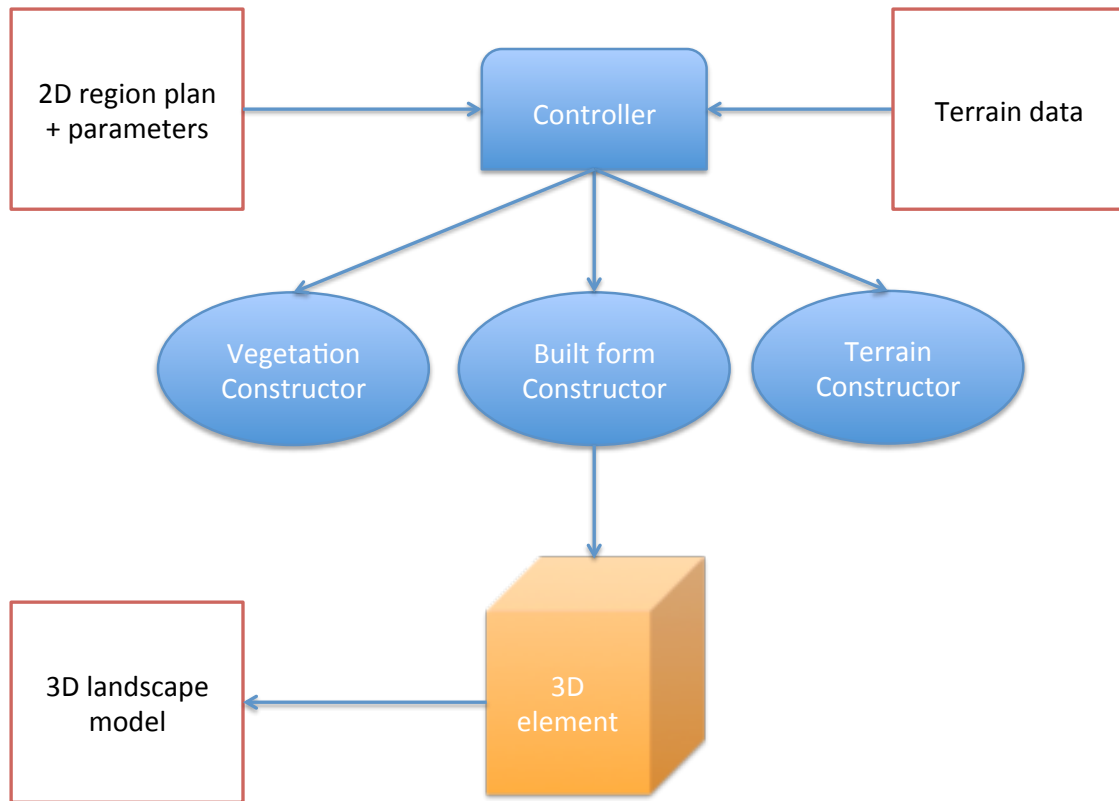 2D region plan
+ parameters
Controller
Terrain data
Vegetation
Constructor
Built form
Constructor
Terrain
Constructor
3D landscape
model
3D
element